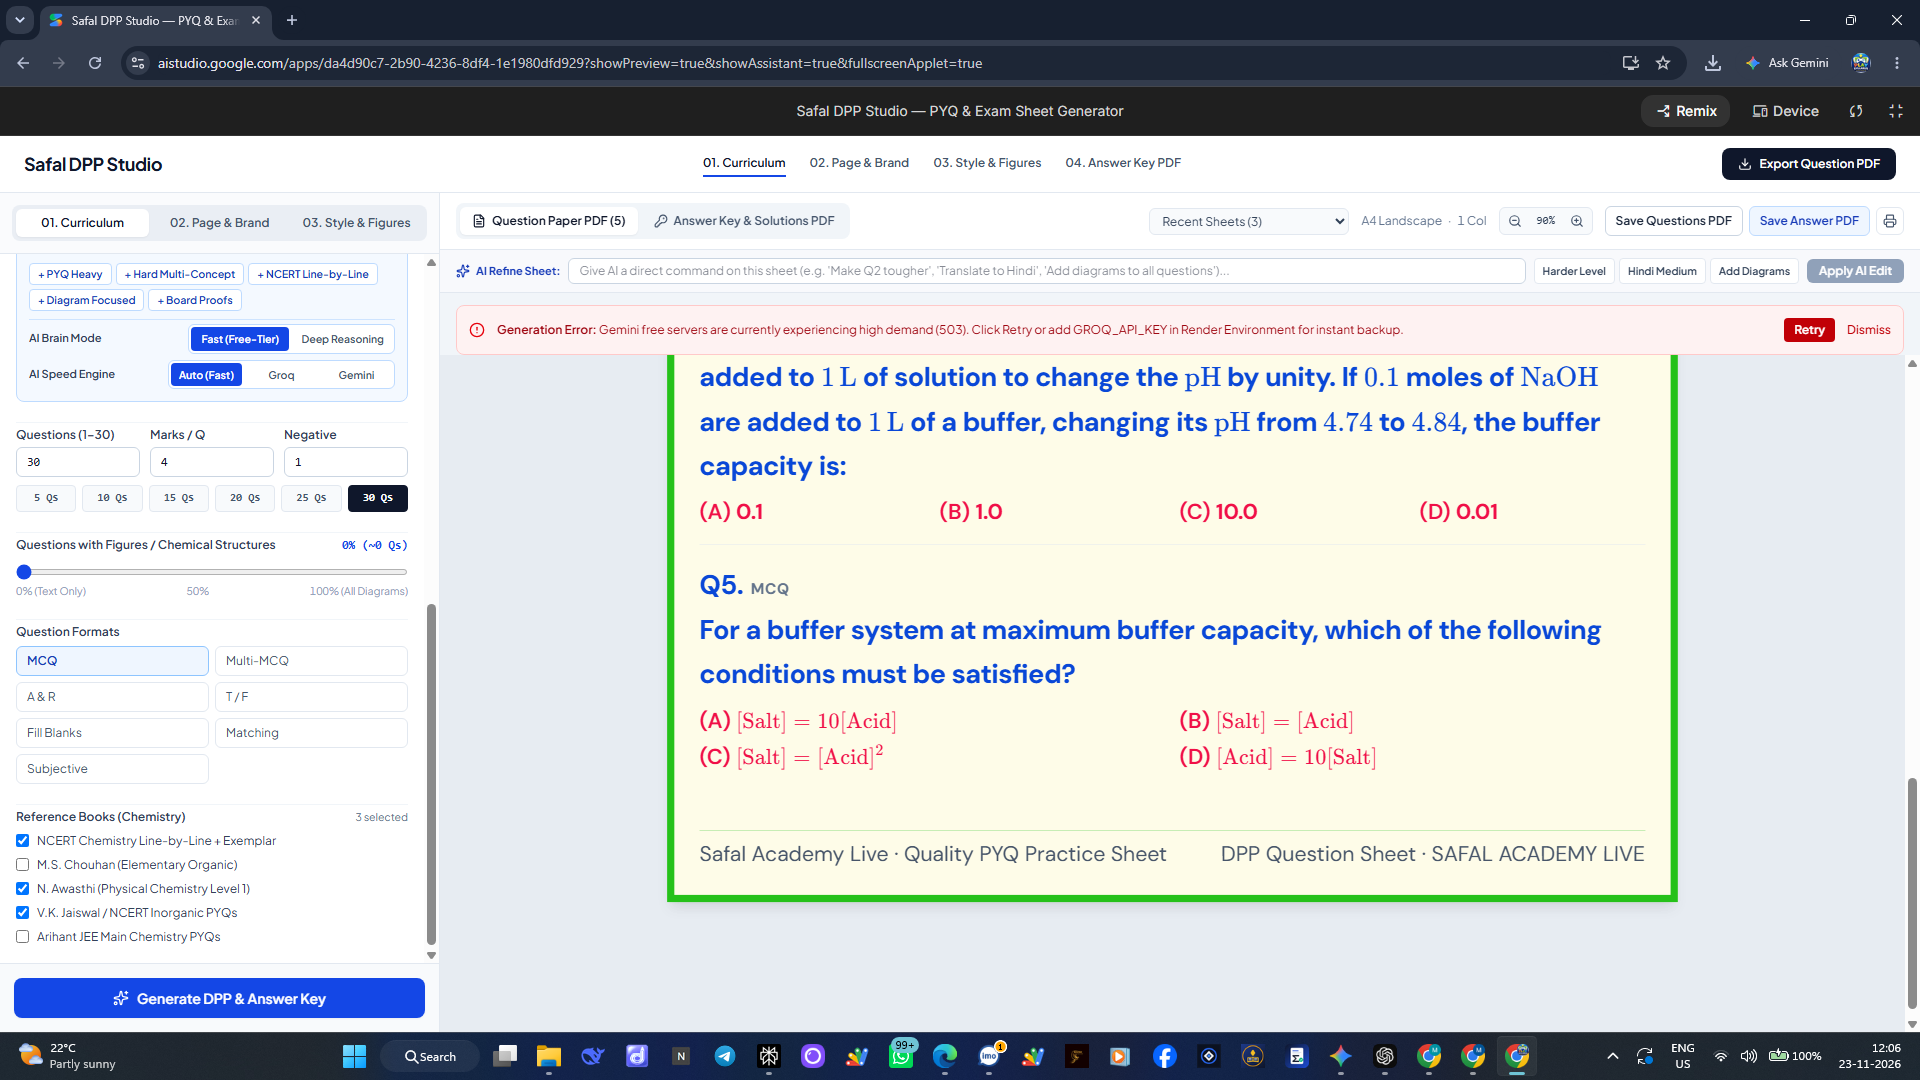 Safal DPP Studio — PYQ & Exa
aistudio.google.com/apps/da4d90c7-2b90-4236-8df4-1e1980dfd929?showPreview=true&showAssistant=true&fullscreenApplet=true
Ask Gemini
Safal DPP Studio — PYQ & Exam Sheet Generator
Remix
Device
Safal DPP Studio
01. Curriculum
02. Page & Brand
03. Style & Figures
04. Answer Key PDF
Export Question PDF
01. Curriculum
02. Page & Brand
03. Style & Figures
Question Paper PDF (5)
Answer Key & Solutions PDF
Recent Sheets (3)
A4 Landscape · 1 Col
90%
Save Questions PDF
Save Answer PDF
AI Refine Sheet:
Give AI a direct command on this sheet (e.g. 'Make Q2 tougher', 'Translate to Hindi', 'Add diagrams to all questions')...
Harder Level
Hindi Medium
Add Diagrams
Apply AI Edit
Generation Error: Gemini free servers are currently experiencing high demand (503). Click Retry or add GROQ_API_KEY in Render Environment for instant backup.
Retry
Dismiss
+ PYQ Heavy
+ Hard Multi-Concept
+ NCERT Line-by-Line
+ Diagram Focused
+ Board Proofs
AI Brain Mode
Fast (Free-Tier)
Deep Reasoning
AI Speed Engine
Auto (Fast)
Groq
Gemini
Questions (1–30)
Marks / Q
Negative
30
4
1
5 Qs
10 Qs
15 Qs
20 Qs
25 Qs
30 Qs
Questions with Figures / Chemical Structures
0% (~0 Qs)
0% (Text Only)
50%
100% (All Diagrams)
Question Formats
MCQ
Multi-MCQ
A & R
T / F
Fill Blanks
Matching
Subjective
Reference Books (Chemistry)
3 selected
NCERT Chemistry Line-by-Line + Exemplar
M.S. Chouhan (Elementary Organic)
N. Awasthi (Physical Chemistry Level 1)
V.K. Jaiswal / NCERT Inorganic PYQs
Arihant JEE Main Chemistry PYQs
Generate DPP & Answer Key
added to 1 L of solution to change the pH by unity. If 0.1 moles of NaOH
are added to 1 L of a buffer, changing its pH from 4.74 to 4.84, the buffer
capacity is:
(A) 0.1
(B) 1.0
(C) 10.0
(D) 0.01
Q5. MCQ
For a buffer system at maximum buffer capacity, which of the following
conditions must be satisfied?
(A) [Salt] = 10[Acid]
(B) [Salt] = [Acid]
(C) [Salt] = [Acid]²
(D) [Acid] = 10[Salt]
Safal Academy Live · Quality PYQ Practice Sheet
DPP Question Sheet · SAFAL ACADEMY LIVE
22°C
Partly sunny
Search
N
99+
imo
1
ENG
US
100%
12:06
23-11-2026